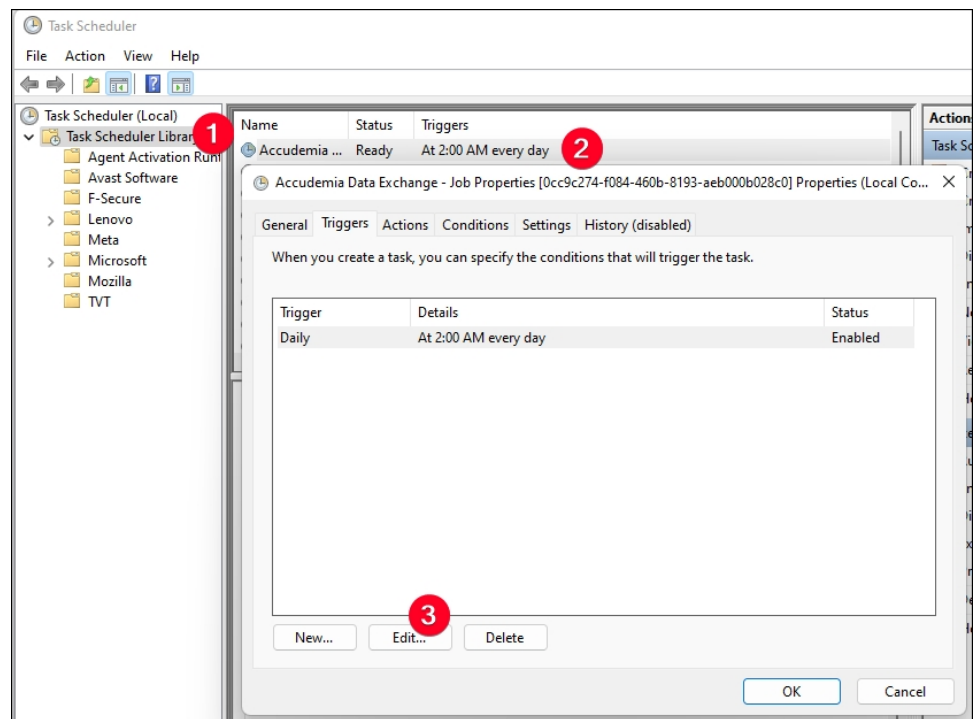 Task Scheduler
File Action View Help
Task Scheduler (Local)
Task Scheduler
Agent Activation
Avast Software
F-Secure
Lenovo
Meta
Microsoft
Mozilla
TVT
1
Name Status Triggers
Accudemia ... Ready At 2:00 AM every day 2
Accudemia Data Exchange - Job Properties [0cc9c274-f084-460b-8193-aeb000b028c0] Properties (Local Co...
General Triggers Actions Conditions Settings History (disabled)
When you create a task, you can specify the conditions that will trigger the task.
Trigger Details Status
Daily At 2:00 AM every day Enabled
3
New... Edit... Delete
OK Cancel
Action
Task Sc